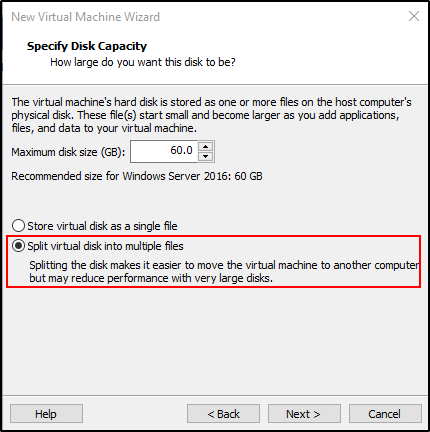 New Virtual Machine Wizard
Specify Disk Capacity
How large do you want this disk to be?
The virtual machine's hard disk is stored as one or more files on the host computer's
physical disk. These file(s) start small and become larger as you add applications,
files, and data to your virtual machine.
Maximum disk size (GB): 60.0
Recommended size for Windows Server 2016: 60 GB
Store virtual disk as a single file
Split virtual disk into multiple files
Splitting the disk makes it easier to move the virtual machine to another computer
but may reduce performance with very large disks.
Help < Back Next > Cancel